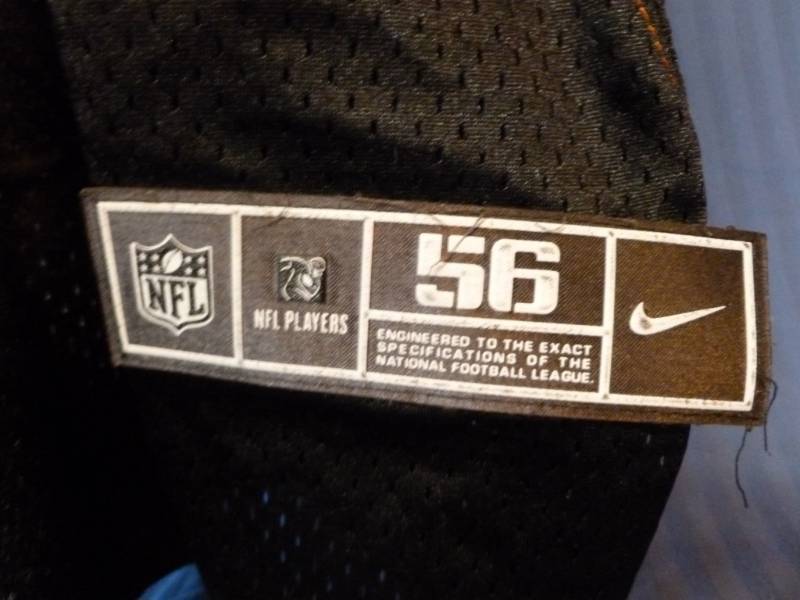 NFL
NFL PLAYERS
56
ENGINEERED TO THE EXACT
SPECIFICATIONS OF THE
NATIONAL FOOTBALL LEAGUE.